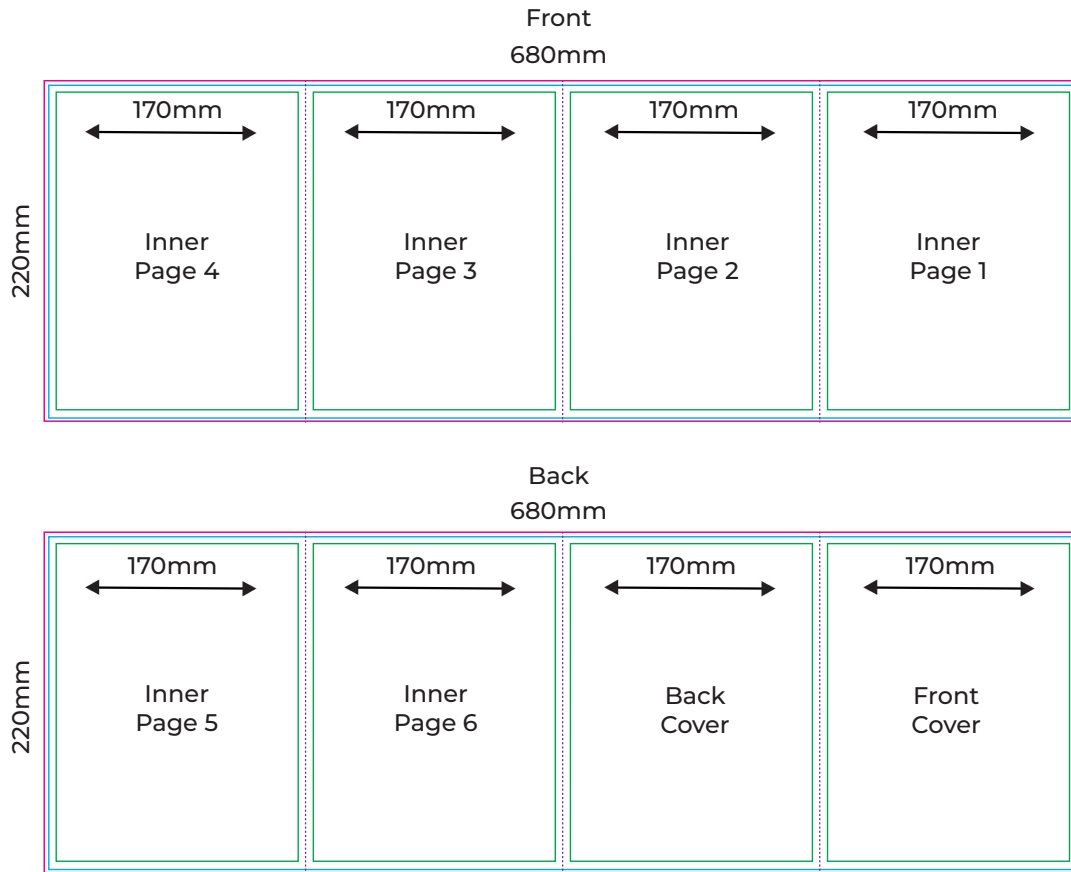 Front
680mm
170mm
170mm
170mm
170mm
220mm
Inner
Page 4
Inner
Page 3
Inner
Page 2
Inner
Page 1
Back
680mm
170mm
170mm
170mm
170mm
220mm
Inner
Page 5
Inner
Page 6
Back
Cover
Front
Cover